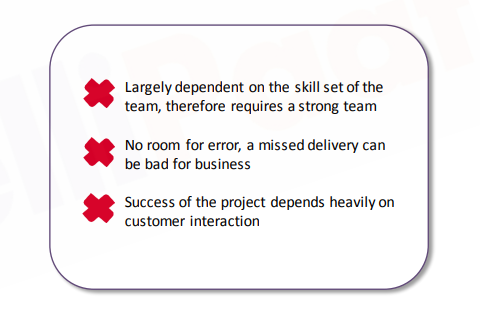 Largely dependent on the skill set of the
team, therefore requires a strong team
No room for error, a missed delivery can
be bad for business
Success of the project depends heavily on
customer interaction